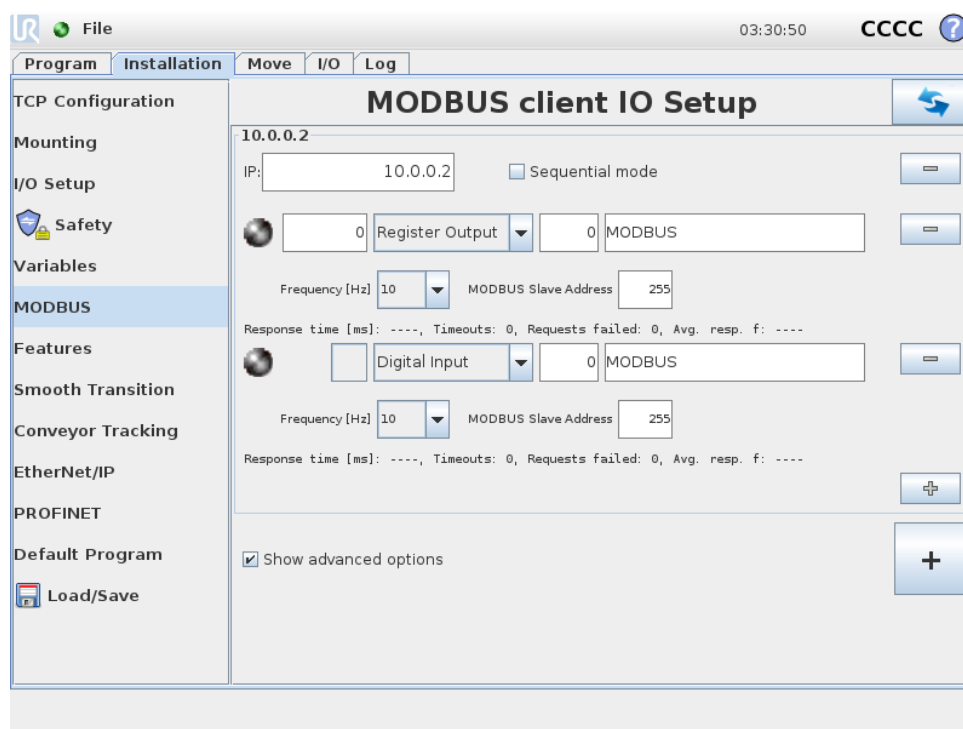 UR File 03:30:50 CCCC ?
Program Installation Move I/O Log
TCP Configuration
Mounting
I/O Setup
Safety
Variables
MODBUS
Features
Smooth Transition
Conveyor Tracking
EtherNet/IP
PROFINET
Default Program
Load/Save
MODBUS client IO Setup
10.0.0.2
IP: 10.0.0.2 Sequential mode
0 Register Output 0 MODBUS
Frequency [Hz] 10 MODBUS Slave Address 255
Response time [ms]: ----, Timeouts: 0, Requests failed: 0, Avg. resp. f: ----
Digital Input 0 MODBUS
Frequency [Hz] 10 MODBUS Slave Address 255
Response time [ms]: ----, Timeouts: 0, Requests failed: 0, Avg. resp. f: ----
Show advanced options